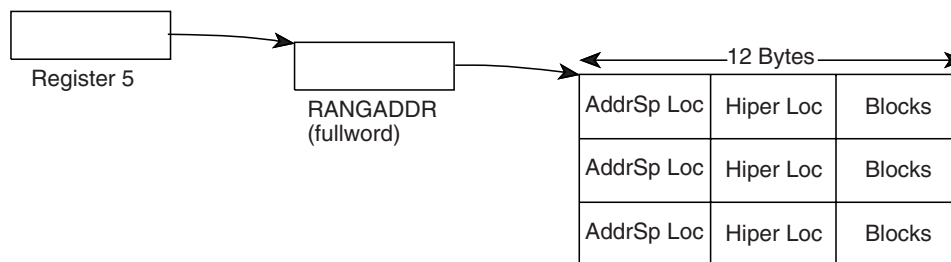 Register 5
RANGADDR
(fullword)
12 Bytes
AddrSp Loc Hiper Loc Blocks
AddrSp Loc Hiper Loc Blocks
AddrSp Loc Hiper Loc Blocks